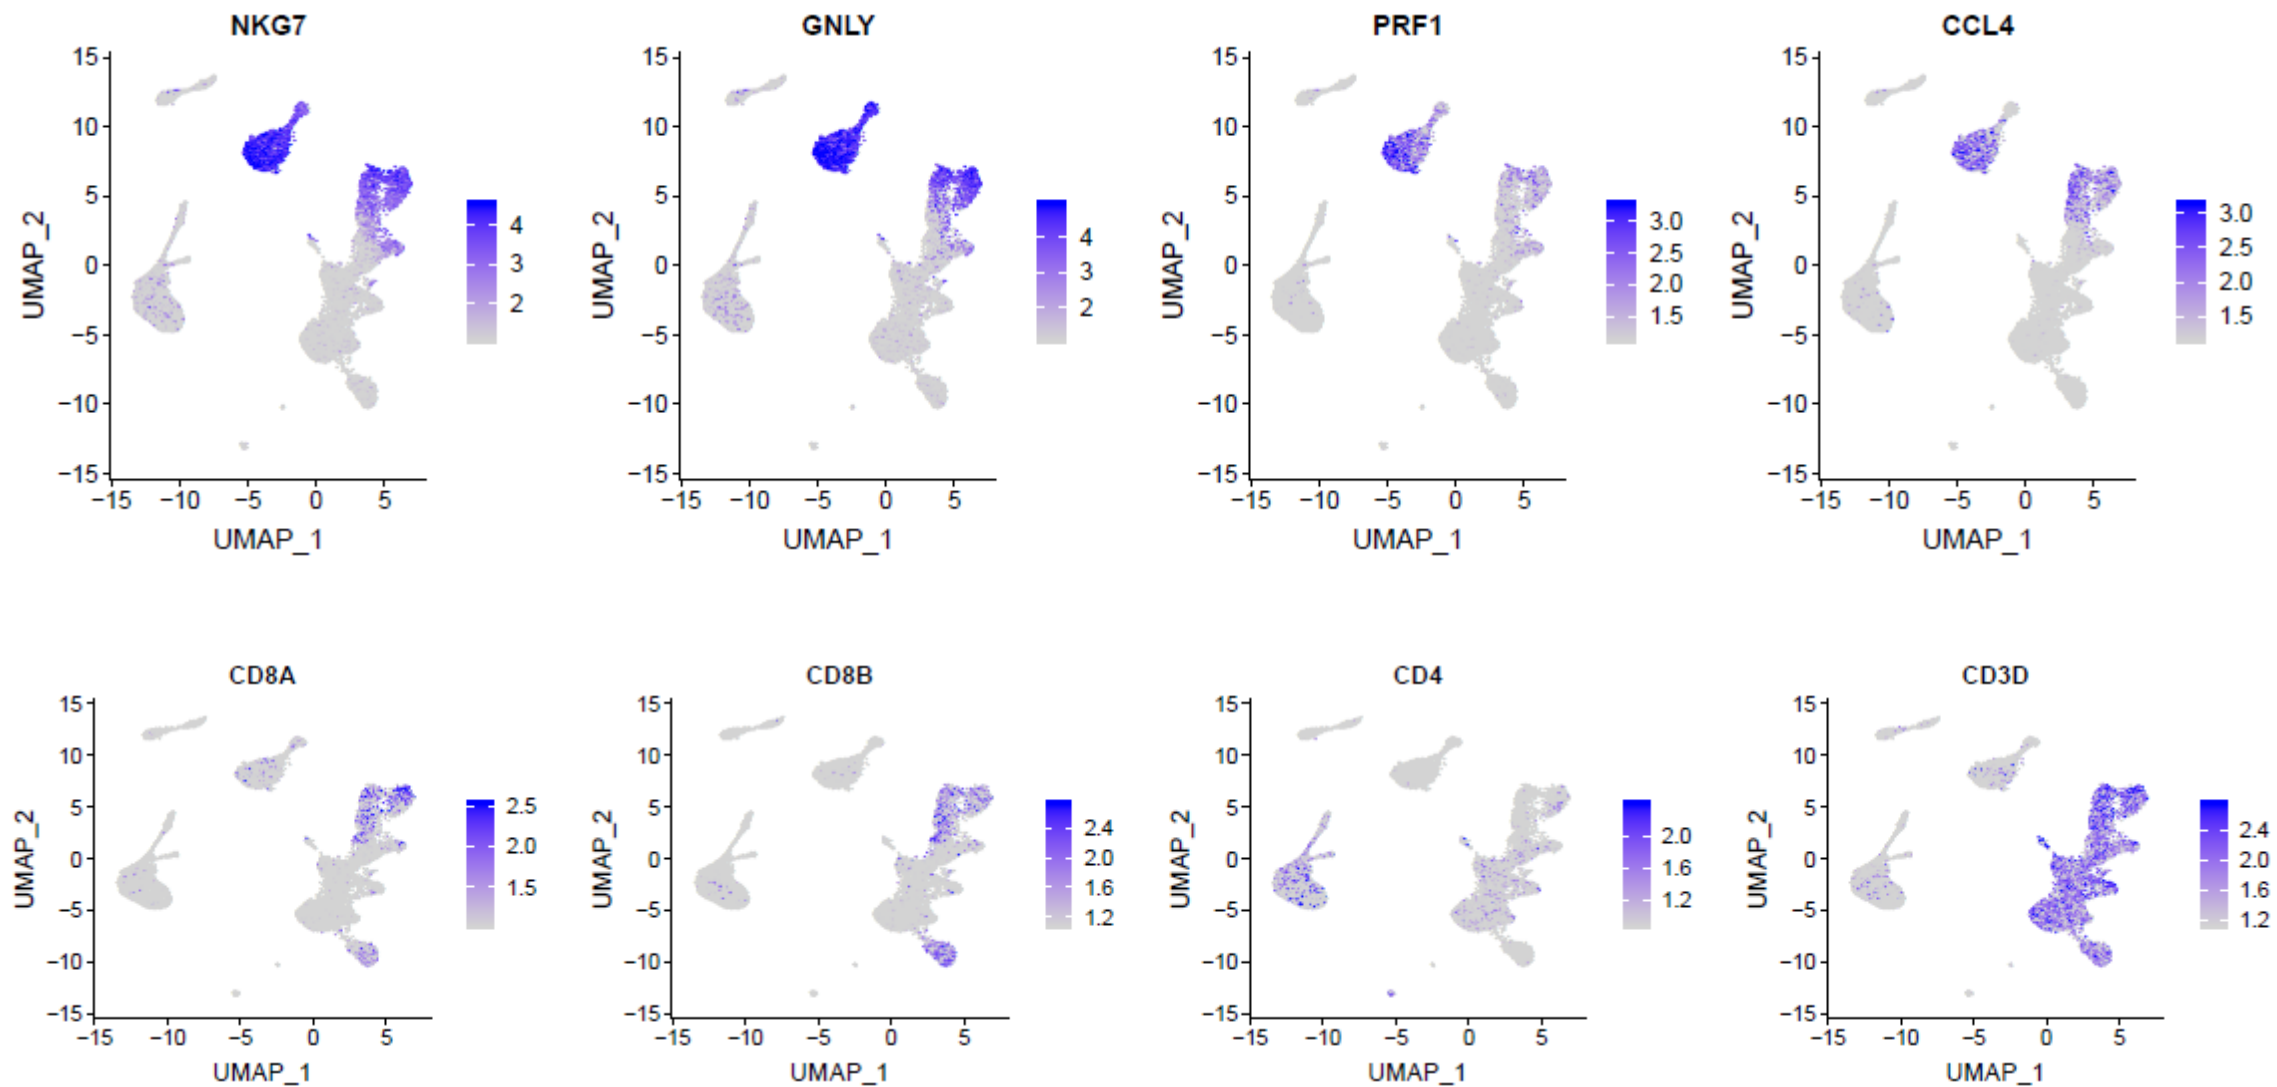 NKG7 GNLY PRF1 CCL4
15 15 15 15
10 10 10 10
5 5 5 5
4 4 3.0 3.0
3 3 2.5 2.5
2 2 2.0 2.0
1.5 1.5
0 0 0 0
−5 −5 −5 −5
−10 −10 −10 −10
−15 −15 −15 −15
UMAP_2 UMAP_2 UMAP_2 UMAP_2
−15 −10 −5 0 5 −15 −10 −5 0 5 −15 −10 −5 0 5 −15 −10 −5 0 5
UMAP_1 UMAP_1 UMAP_1 UMAP_1
CD8A CD8B CD4 CD3D
15 15 15 15
10 10 10 10
5 5 5 5
2.5 2.4 2.0 2.4
2.0 2.0 1.6 2.0
1.5 1.6 1.2 1.6
1.2 1.2
0 0 0 0
−5 −5 −5 −5
−10 −10 −10 −10
−15 −15 −15 −15
UMAP_2 UMAP_2 UMAP_2 UMAP_2
−15 −10 −5 0 5 −15 −10 −5 0 5 −15 −10 −5 0 5 −15 −10 −5 0 5
UMAP_1 UMAP_1 UMAP_1 UMAP_1